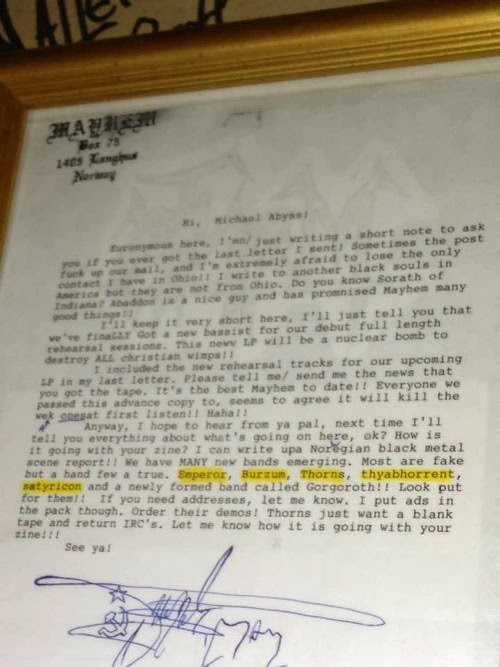 MAYHEM
Box 75
1405 Langhus
Norway
Hi, Michael Abyss!
Euronymous here, I'mn/ just writing a short note to ask
you if you ever got the last letter I sent! Sometimes the post
fuck up our mail, and I'm extremely afraid to lose the only
contact I have in Ohio!! I write to another black souls in
America but they are not from Ohio. Do you know Sorath of
Indiana? Abaddon is a nice guy and has promnised Mayhem many
good things!!
I'll keep it very short here, I'll just tell you that
we've finaLLY Got a new bassist for our debut full length
rehearsal sessions. This neww LP will be a nuclear bomb to
destroy ALL christian wimps!!
I included the new rehearsal tracks for our upcoming
LP in my last letter. Please tell me/ send me the news that
you got the tape. It's the best Mayhem to date!! Everyone we
passed this advance copy to, seems to agree it will kill the
wek onesat first listen!! Haha!!
Anyway, I hope to hear from ya pal, next time I'll
tell you everything about what's going on here, ok? How is
it going with your zine!? I can write upa Norwegian black metal
scene report!! We have MANY new bands emerging. Most are fake
but a hand few a true. Emperor, Burzum, Thorns, thyabhorrent,
satyricon and a newly formed band called Gorgoroth!! Look put
for them!! If you need addresses, let me know. I put ads in
the pack though. Order their demos! Thorns just want a blank
tape and return IRC's. Let me know how it is going with your
zine!!!
See ya!